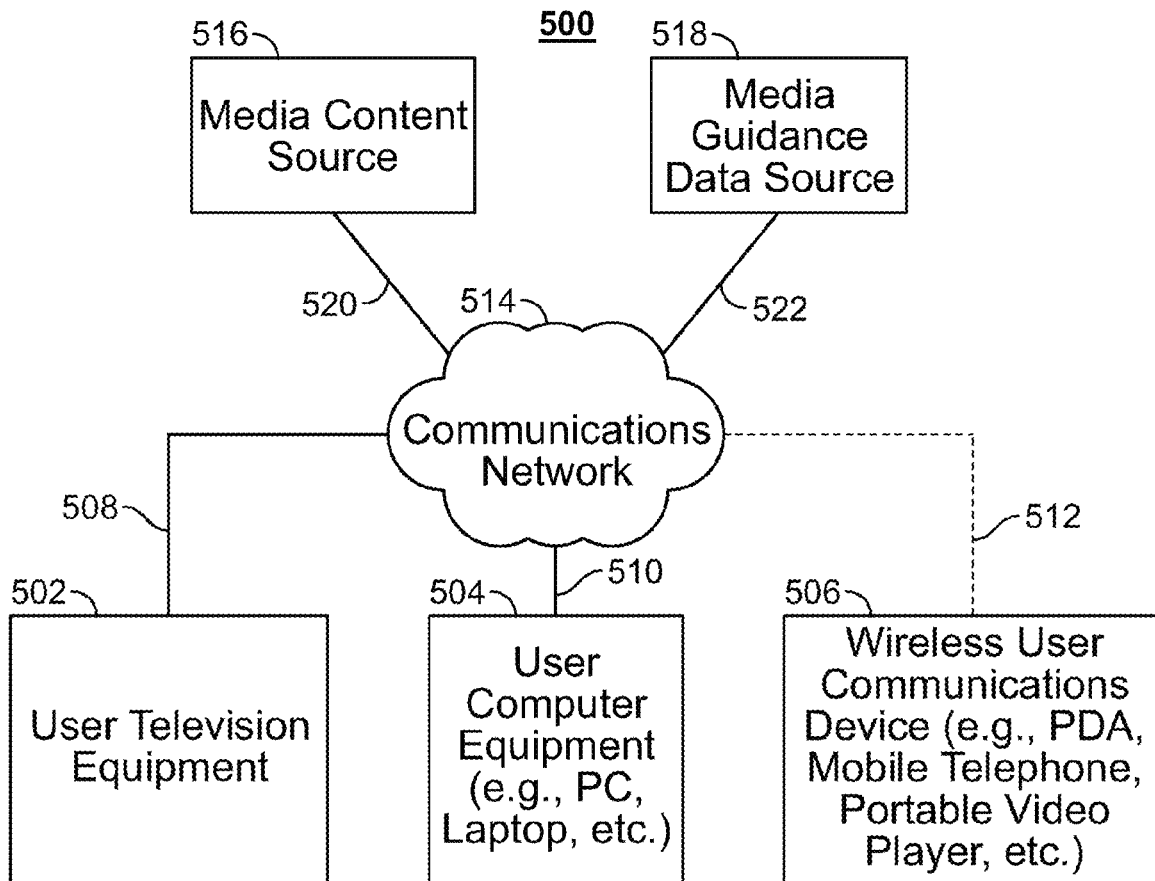 500
516
518
Media Content
Source
Media
Guidance
Data Source
520
514
522
Communications
Network
508
512
510
502
504
506
User Television
Equipment
User
Computer
Equipment
(e.g., PC,
Laptop, etc.)
Wireless User
Communications
Device (e.g., PDA,
Mobile Telephone,
Portable Video
Player, etc.)